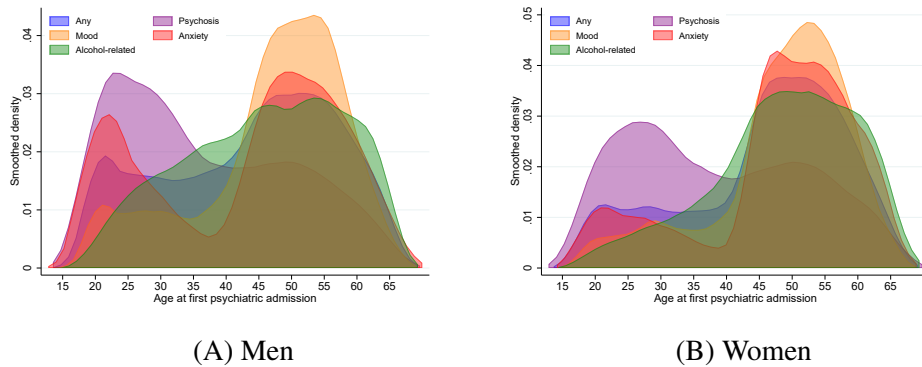 Any
Mood
Alcohol-related
Psychosis
Anxiety
Smoothed density
0
.01
.02
.03
.04
15 20 25 30 35 40 45 50 55 60 65
Age at first psychiatric admission
(A) Men
Any
Mood
Alcohol-related
Psychosis
Anxiety
Smoothed density
0
.01
.02
.03
.04
.05
15 20 25 30 35 40 45 50 55 60 65
Age at first psychiatric admission
(B) Women